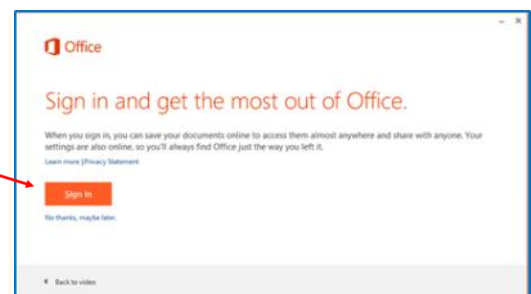 Office
Sign in and get the most out of Office.
When you sign in, you can save your documents online to access them almost anywhere and share with anyone. Your
settings are also online, so you'll always find Office just the way you left it.
Learn more |Privacy Statement
Sign In
No thanks, maybe later.
Back to video